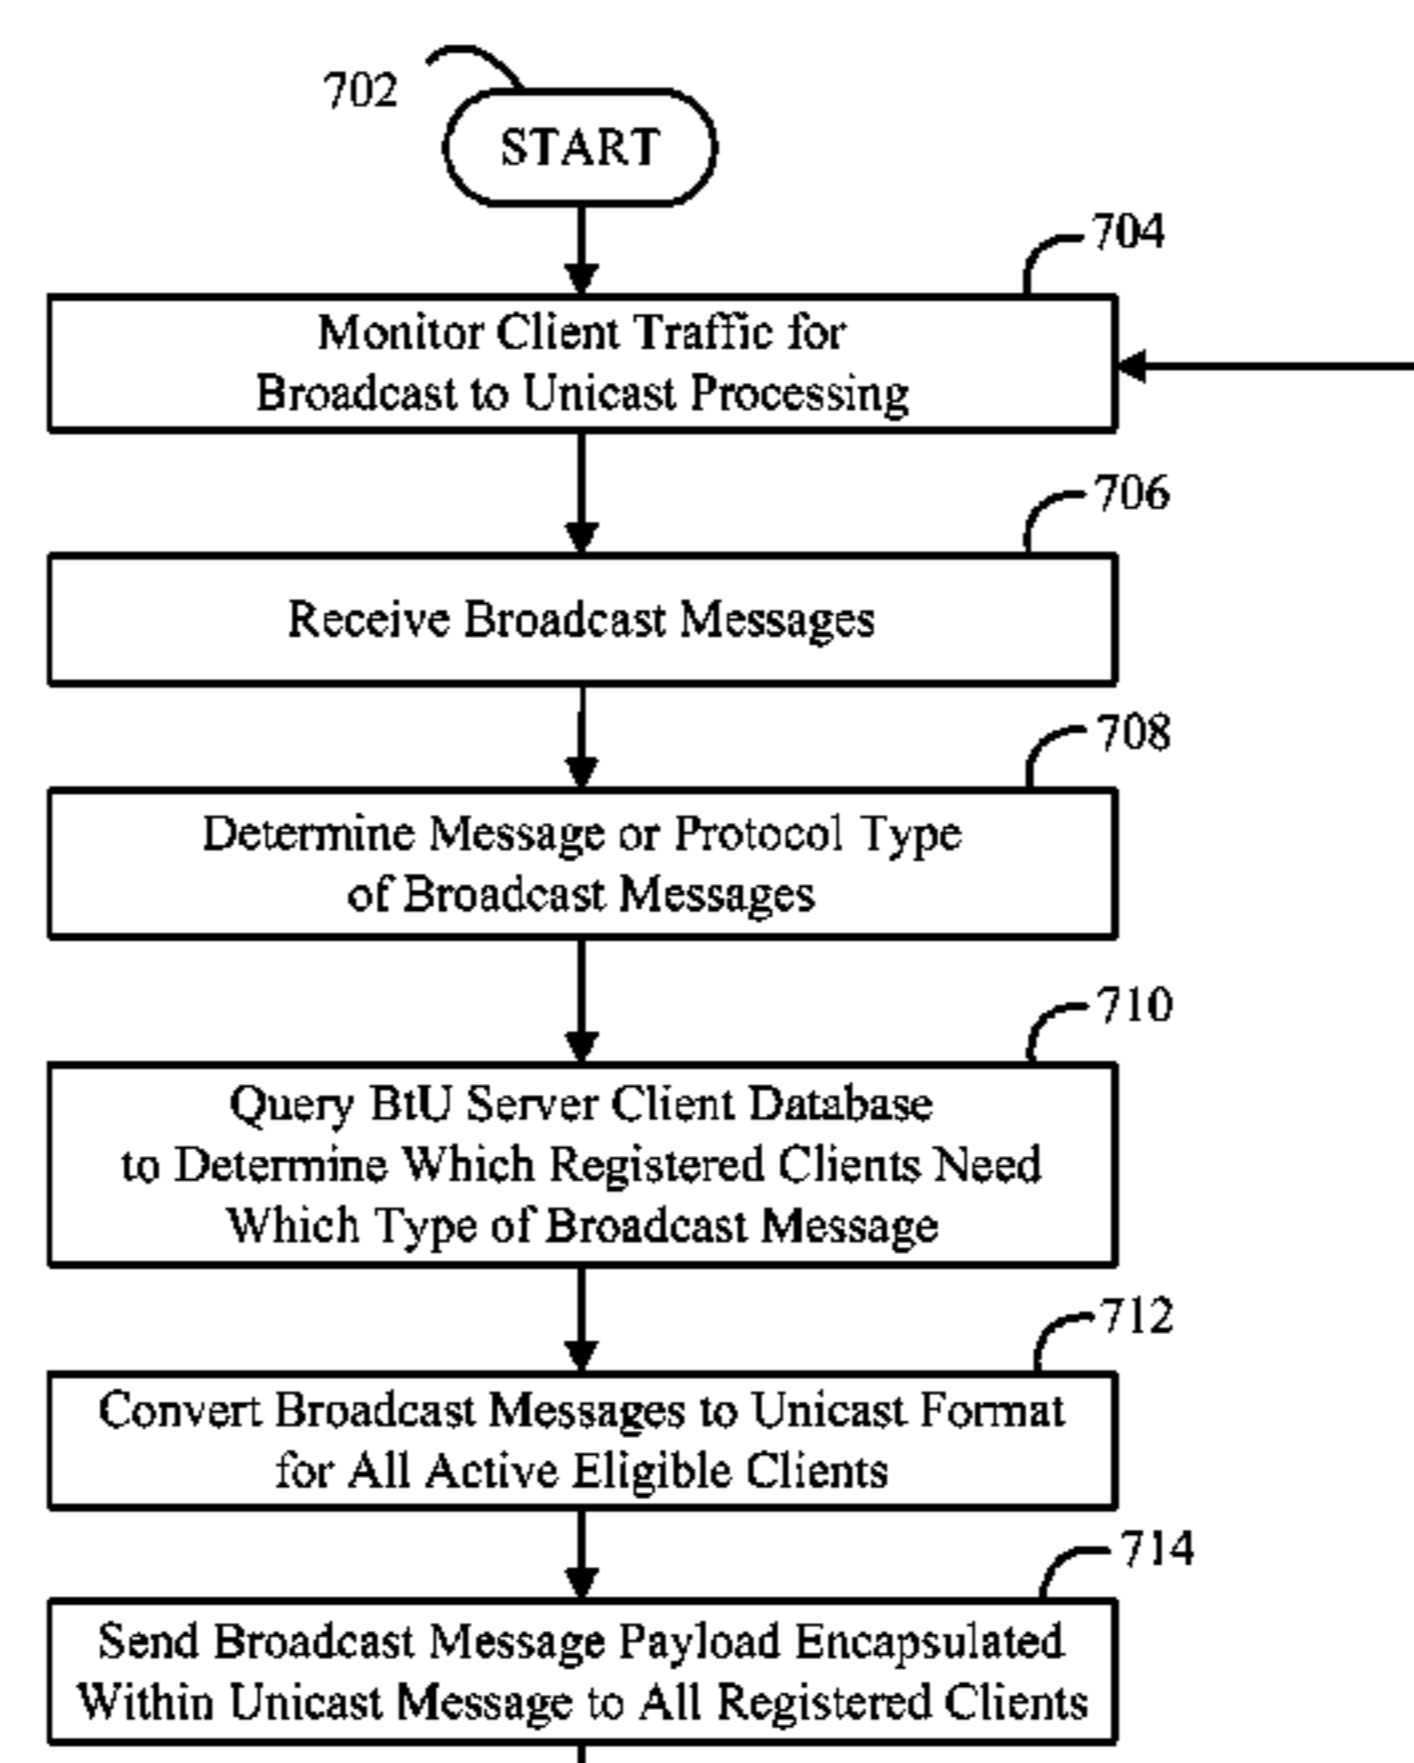 702
START
704
Monitor Client Traffic for
Broadcast to Unicast Processing
706
Receive Broadcast Messages
708
Determine Message or Protocol Type
of Broadcast Messages
710
Query BtU Server Client Database
to Determine Which Registered Clients Need
Which Type of Broadcast Message
712
Convert Broadcast Messages to Unicast Format
for All Active Eligible Clients
714
Send Broadcast Message Payload Encapsulated
Within Unicast Message to All Registered Clients